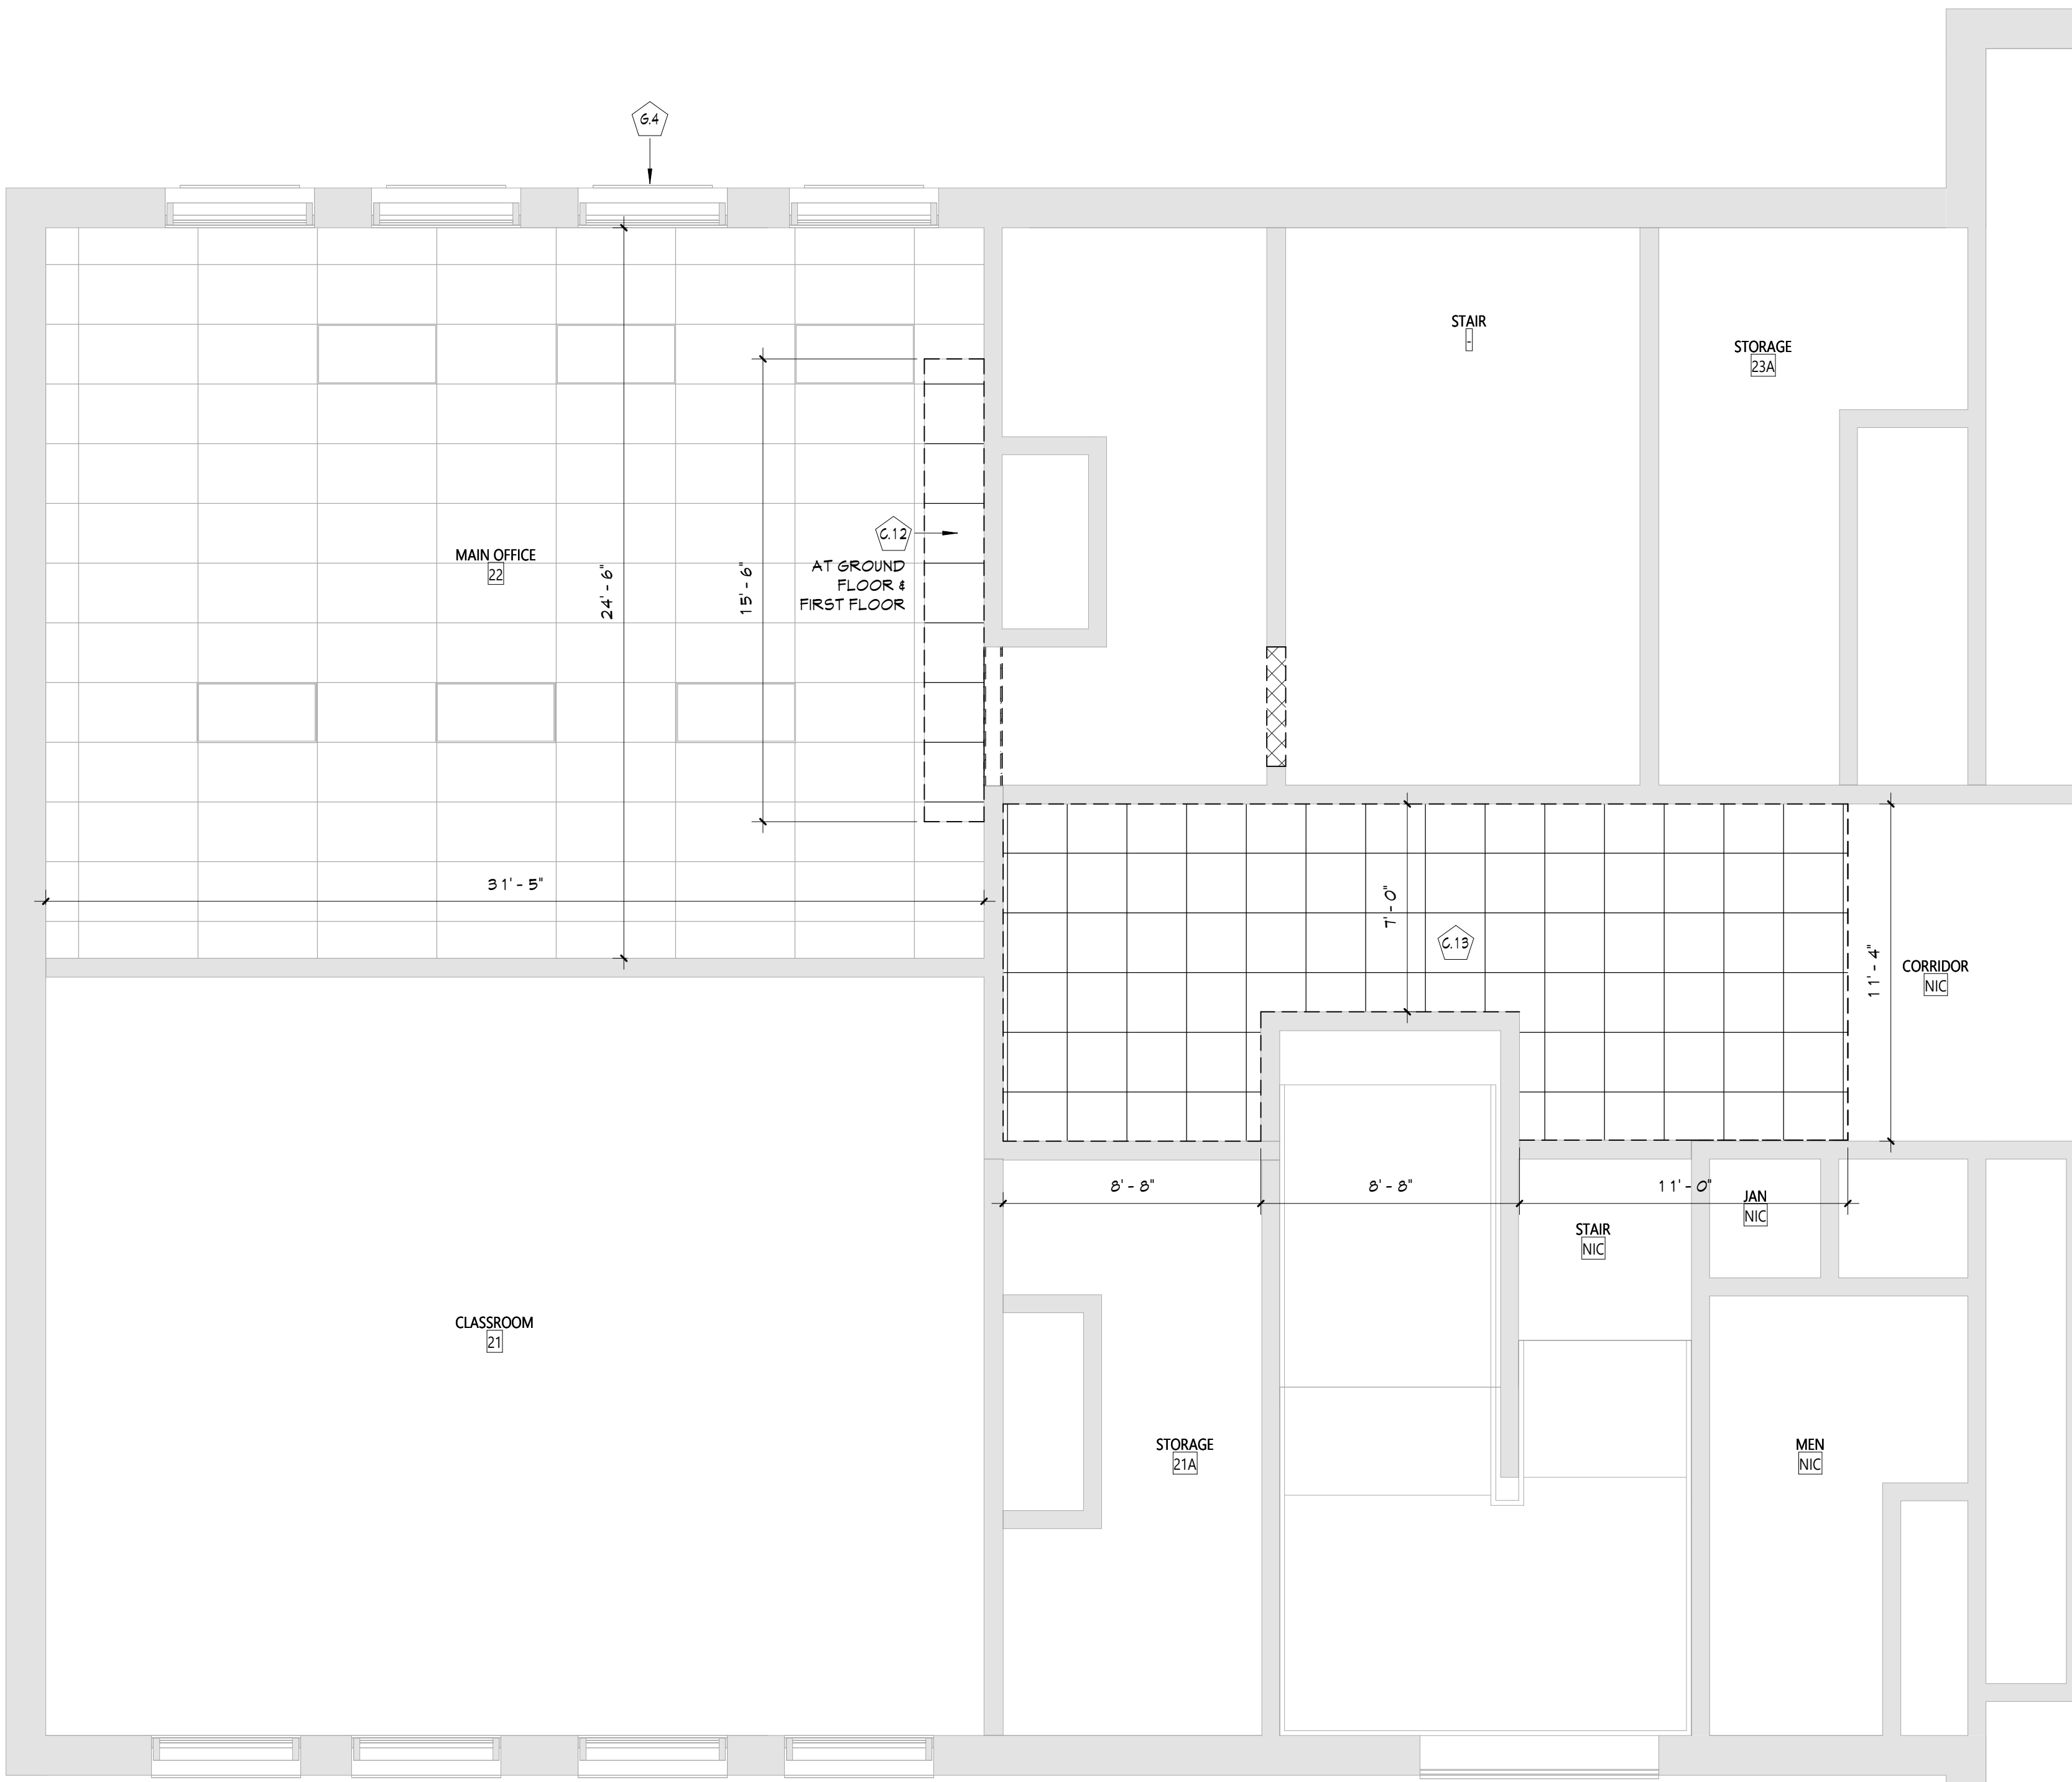 G.4
STAIR
-
STORAGE
23A
C.12
AT GROUND
FLOOR &
FIRST FLOOR
MAIN OFFICE
22
24' - 6"
15' - 6"
31' - 5"
7' - 0"
C.13
11' - 4"
CORRIDOR
NIC
8' - 8"
8' - 8"
11' - 0"
JAN
NIC
STAIR
NIC
CLASSROOM
21
STORAGE
21A
MEN
NIC